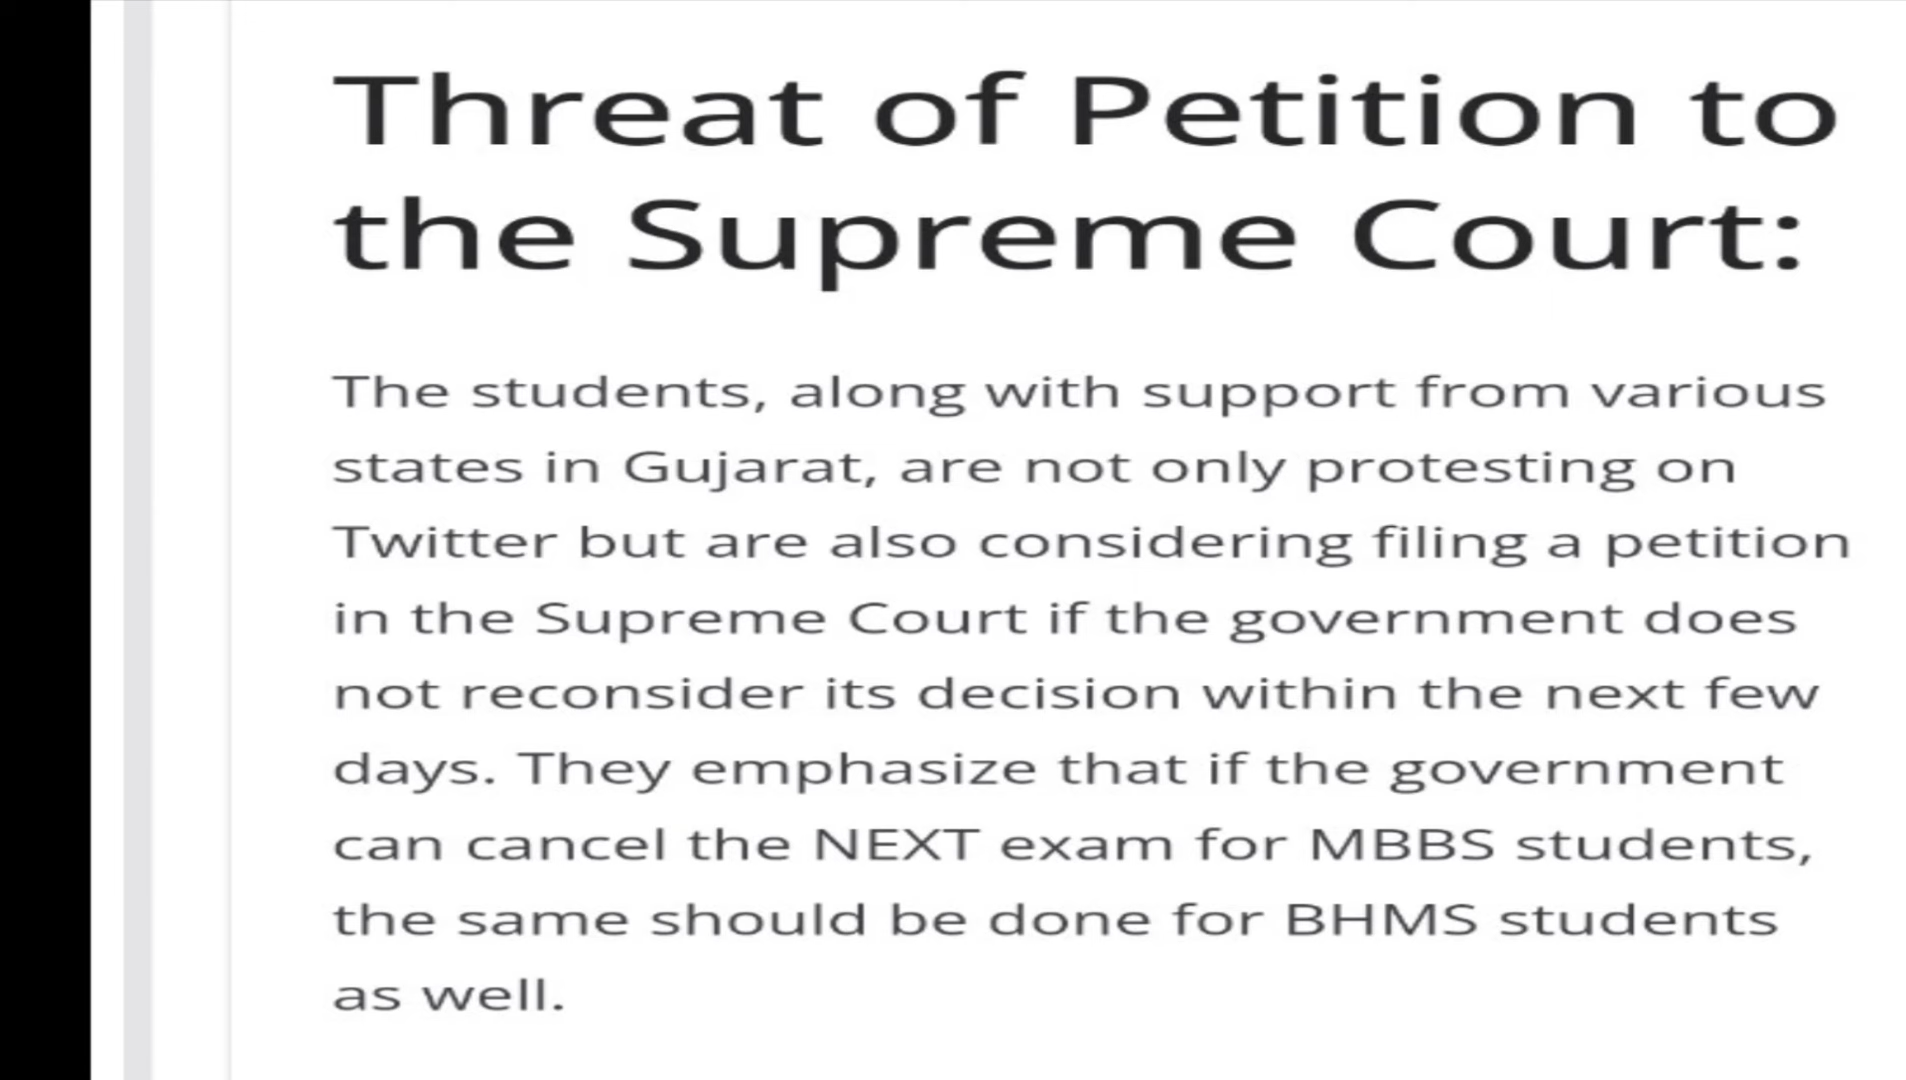 Threat of Petition to
the Supreme Court:
The students, along with support from various
states in Gujarat, are not only protesting on
Twitter but are also considering filing a petition
in the Supreme Court if the government does
not reconsider its decision within the next few
days. They emphasize that if the government
can cancel the NEXT exam for MBBS students,
the same should be done for BHMS students
as well.